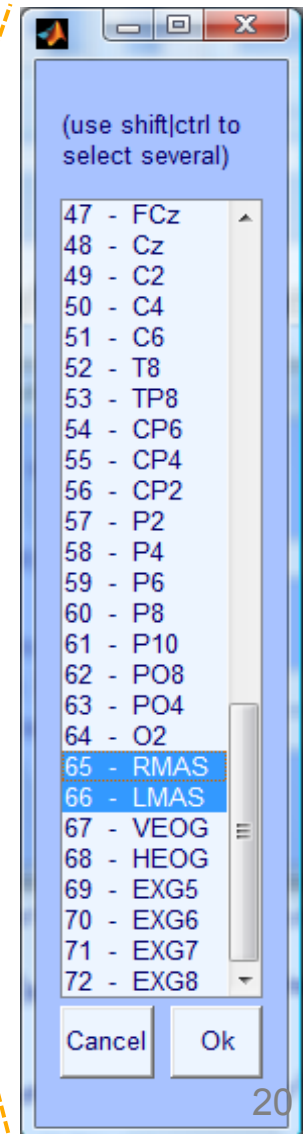 (use shift|ctrl to
select several)
47 - FCz
48 - Cz
49 - C2
50 - C4
51 - C6
52 - T8
53 - TP8
54 - CP6
55 - CP4
56 - CP2
57 - P2
58 - P4
59 - P6
60 - P8
61 - P10
62 - PO8
63 - PO4
64 - O2
65 - RMAS
66 - LMAS
67 - VEOG
68 - HEOG
69 - EXG5
70 - EXG6
71 - EXG7
72 - EXG8
Cancel Ok
20